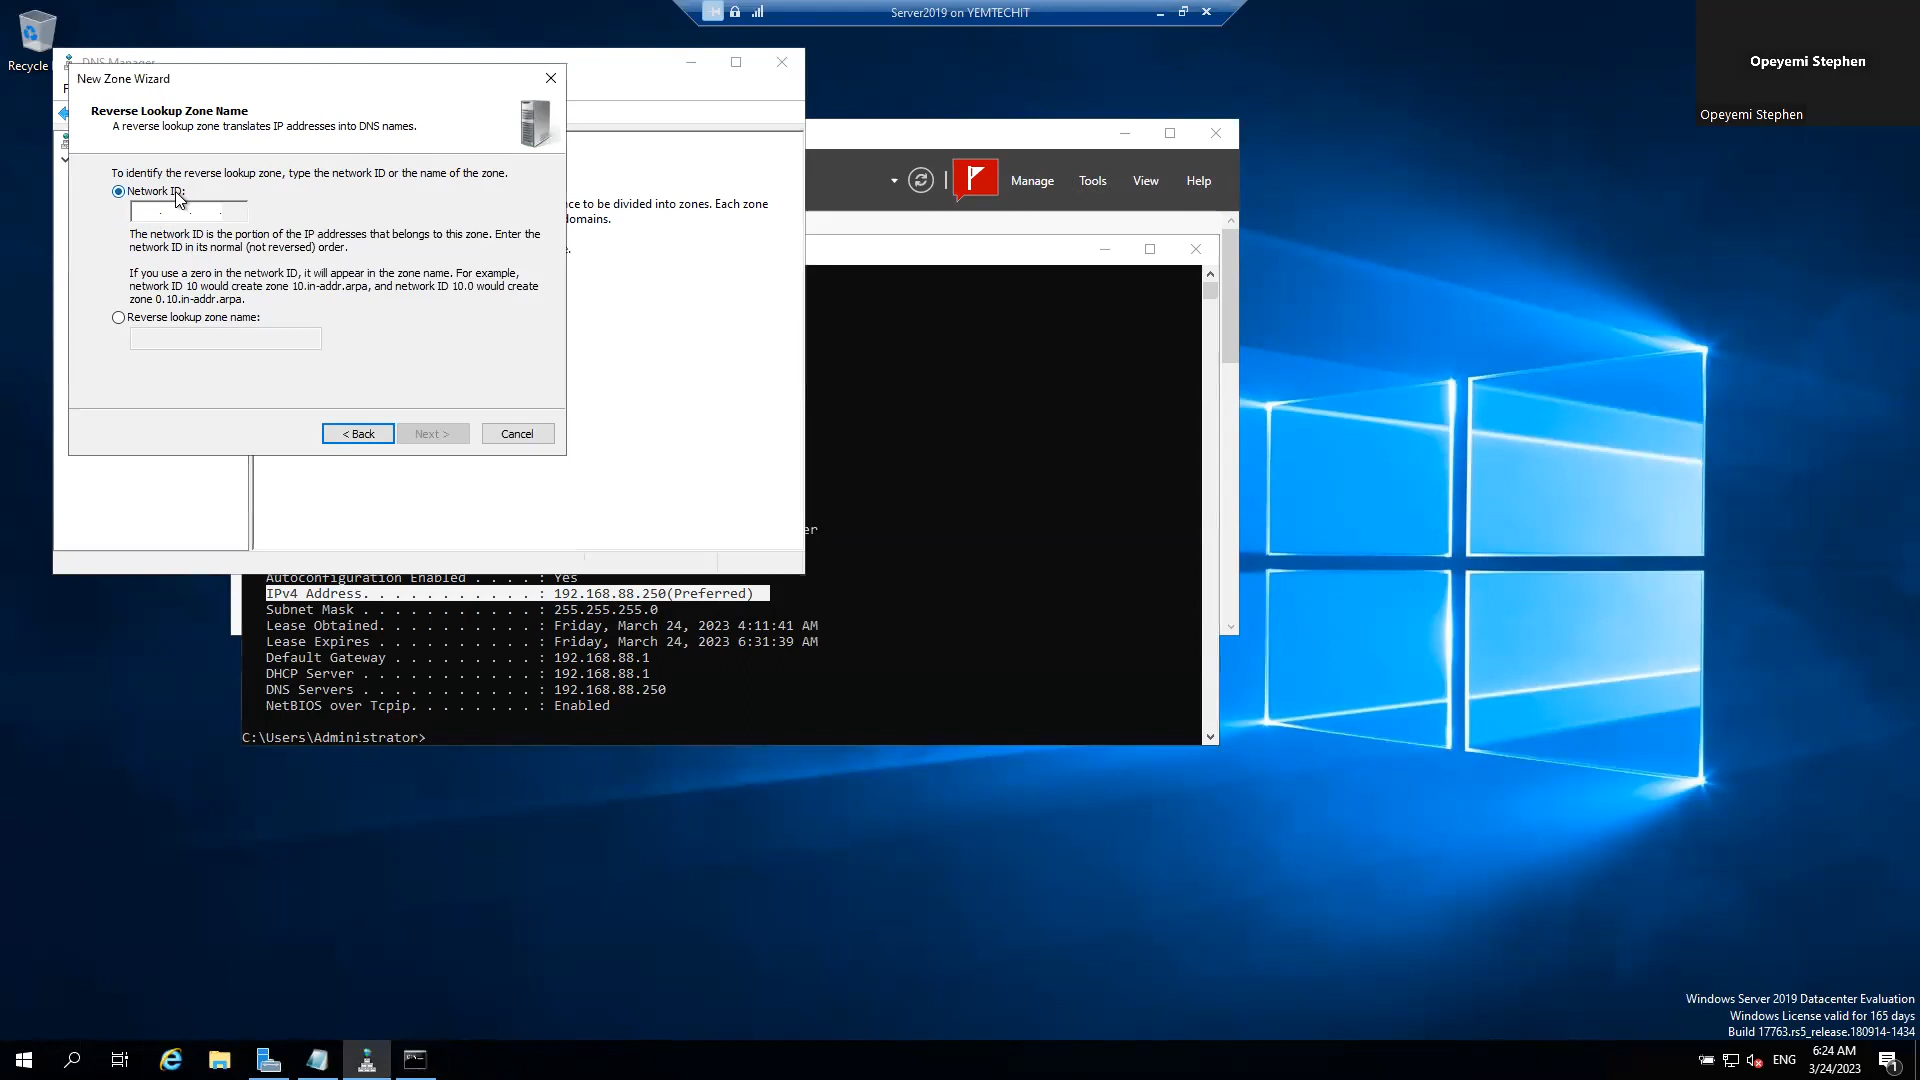 Server2019 on YEMTECHIT
Recycle
Opeyemi Stephen
Opeyemi Stephen
DNS Manager
New Zone Wizard
Reverse Lookup Zone Name
A reverse lookup zone translates IP addresses into DNS names.
To identify the reverse lookup zone, type the network ID or the name of the zone.
Network ID:
. . .
The network ID is the portion of the IP addresses that belongs to this zone. Enter the
network ID in its normal (not reversed) order.
If you use a zero in the network ID, it will appear in the zone name. For example,
network ID 10 would create zone 10.in-addr.arpa, and network ID 10.0 would create
zone 0.10.in-addr.arpa.
Reverse lookup zone name:
< Back
Next >
Cancel
to be divided into zones. Each zone
Manage
Tools
View
Help
Autoconfiguration Enabled . . . . : Yes
IPv4 Address. . . . . . . . . . . : 192.168.88.250(Preferred)
Subnet Mask . . . . . . . . . . . : 255.255.255.0
Lease Obtained. . . . . . . . . . : Friday, March 24, 2023 4:11:41 AM
Lease Expires . . . . . . . . . . : Friday, March 24, 2023 6:31:39 AM
Default Gateway . . . . . . . . . : 192.168.88.1
DHCP Server . . . . . . . . . . . : 192.168.88.1
DNS Servers . . . . . . . . . . . : 192.168.88.250
NetBIOS over Tcpip. . . . . . . . : Enabled
C:\Users\Administrator>
Windows Server 2019 Datacenter Evaluation
Windows License valid for 165 days
Build 17763.rs5_release.180914-1434
ENG
6:24 AM
3/24/2023
1